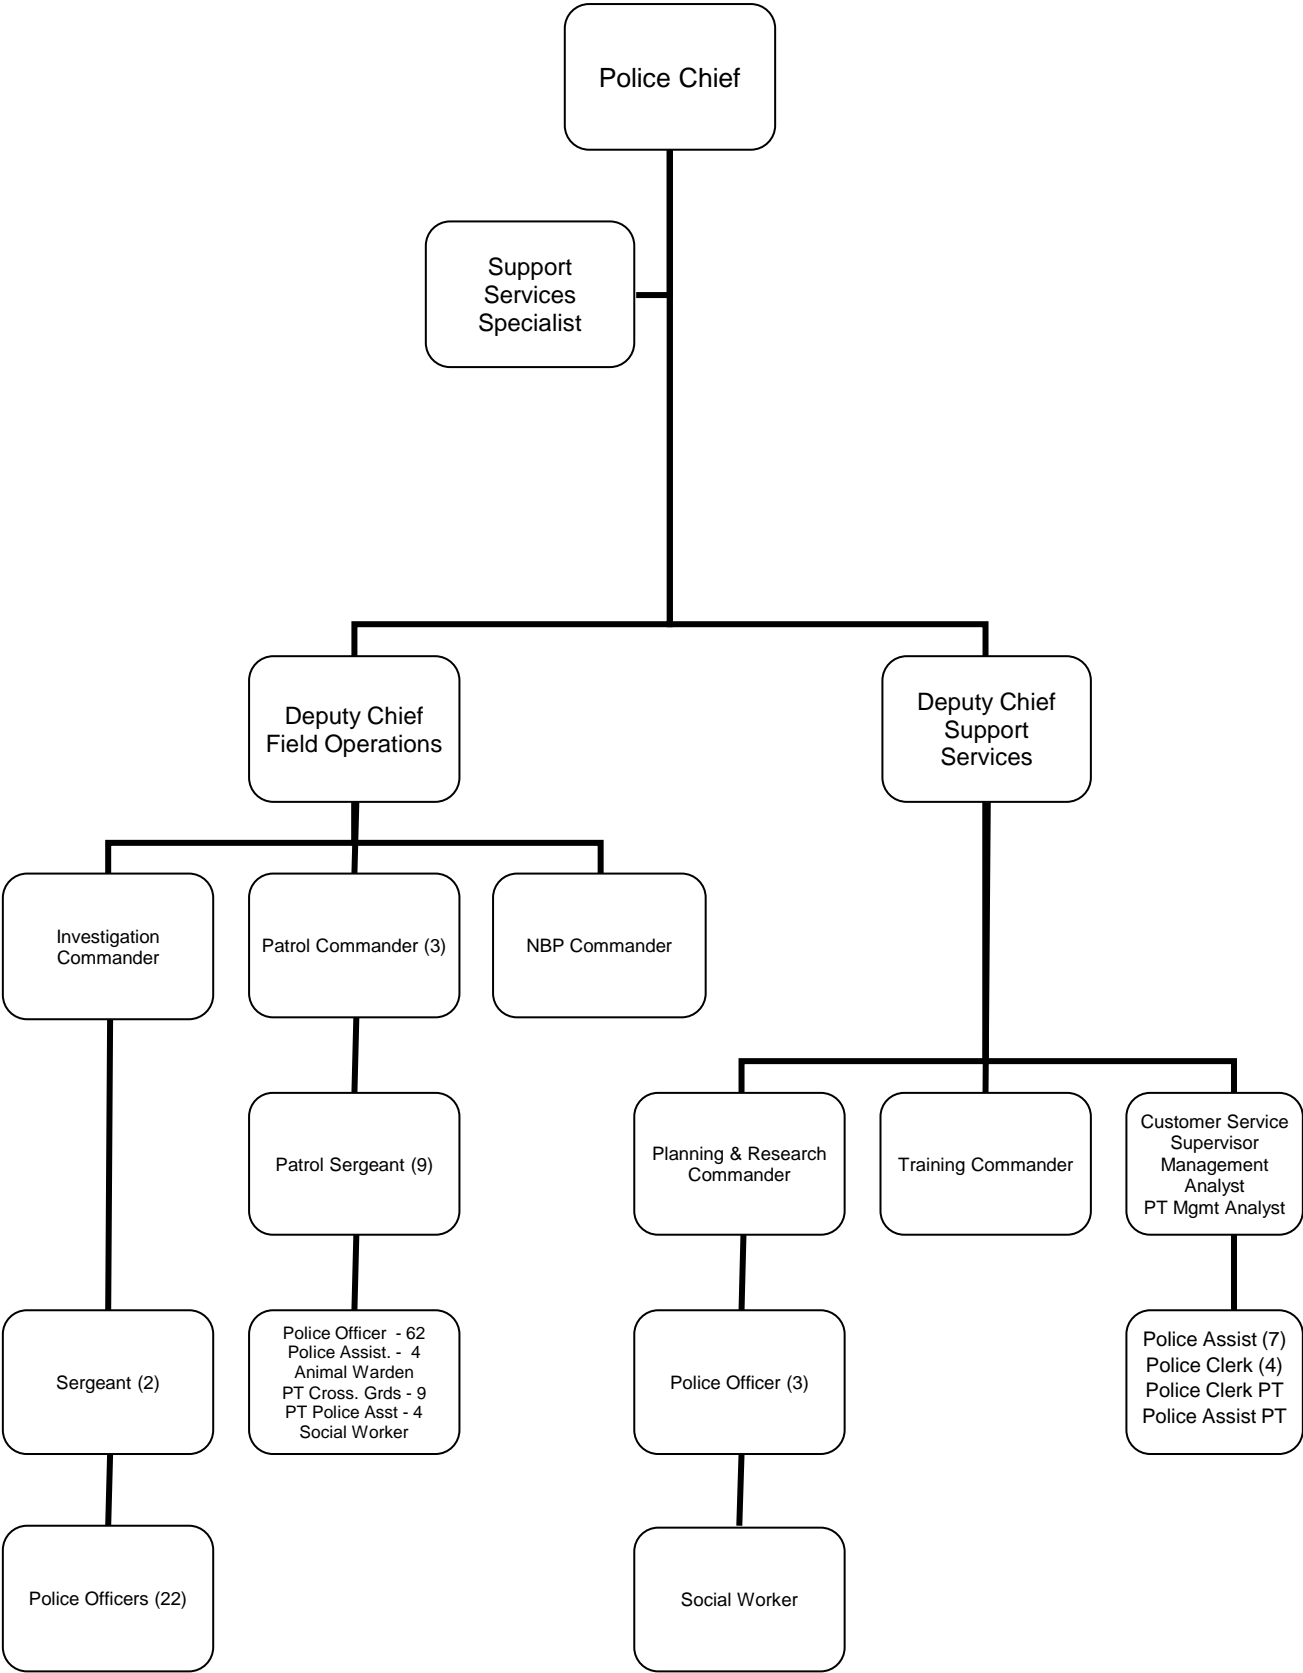 Police Chief
Support
Services
Specialist
Deputy Chief
Field Operations
Deputy Chief
Support
Services
Investigation
Commander
Patrol Commander (3)
NBP Commander
Patrol Sergeant (9)
Planning & Research
Commander
Training Commander
Customer Service
Supervisor
Management
Analyst
PT Mgmt Analyst
Sergeant (2)
Police Officer - 62
Police Assist. - 4
Animal Warden
PT Cross. Grds - 9
PT Police Asst - 4
Social Worker
Police Officer (3)
Police Assist (7)
Police Clerk (4)
Police Clerk PT
Police Assist PT
Police Officers (22)
Social Worker